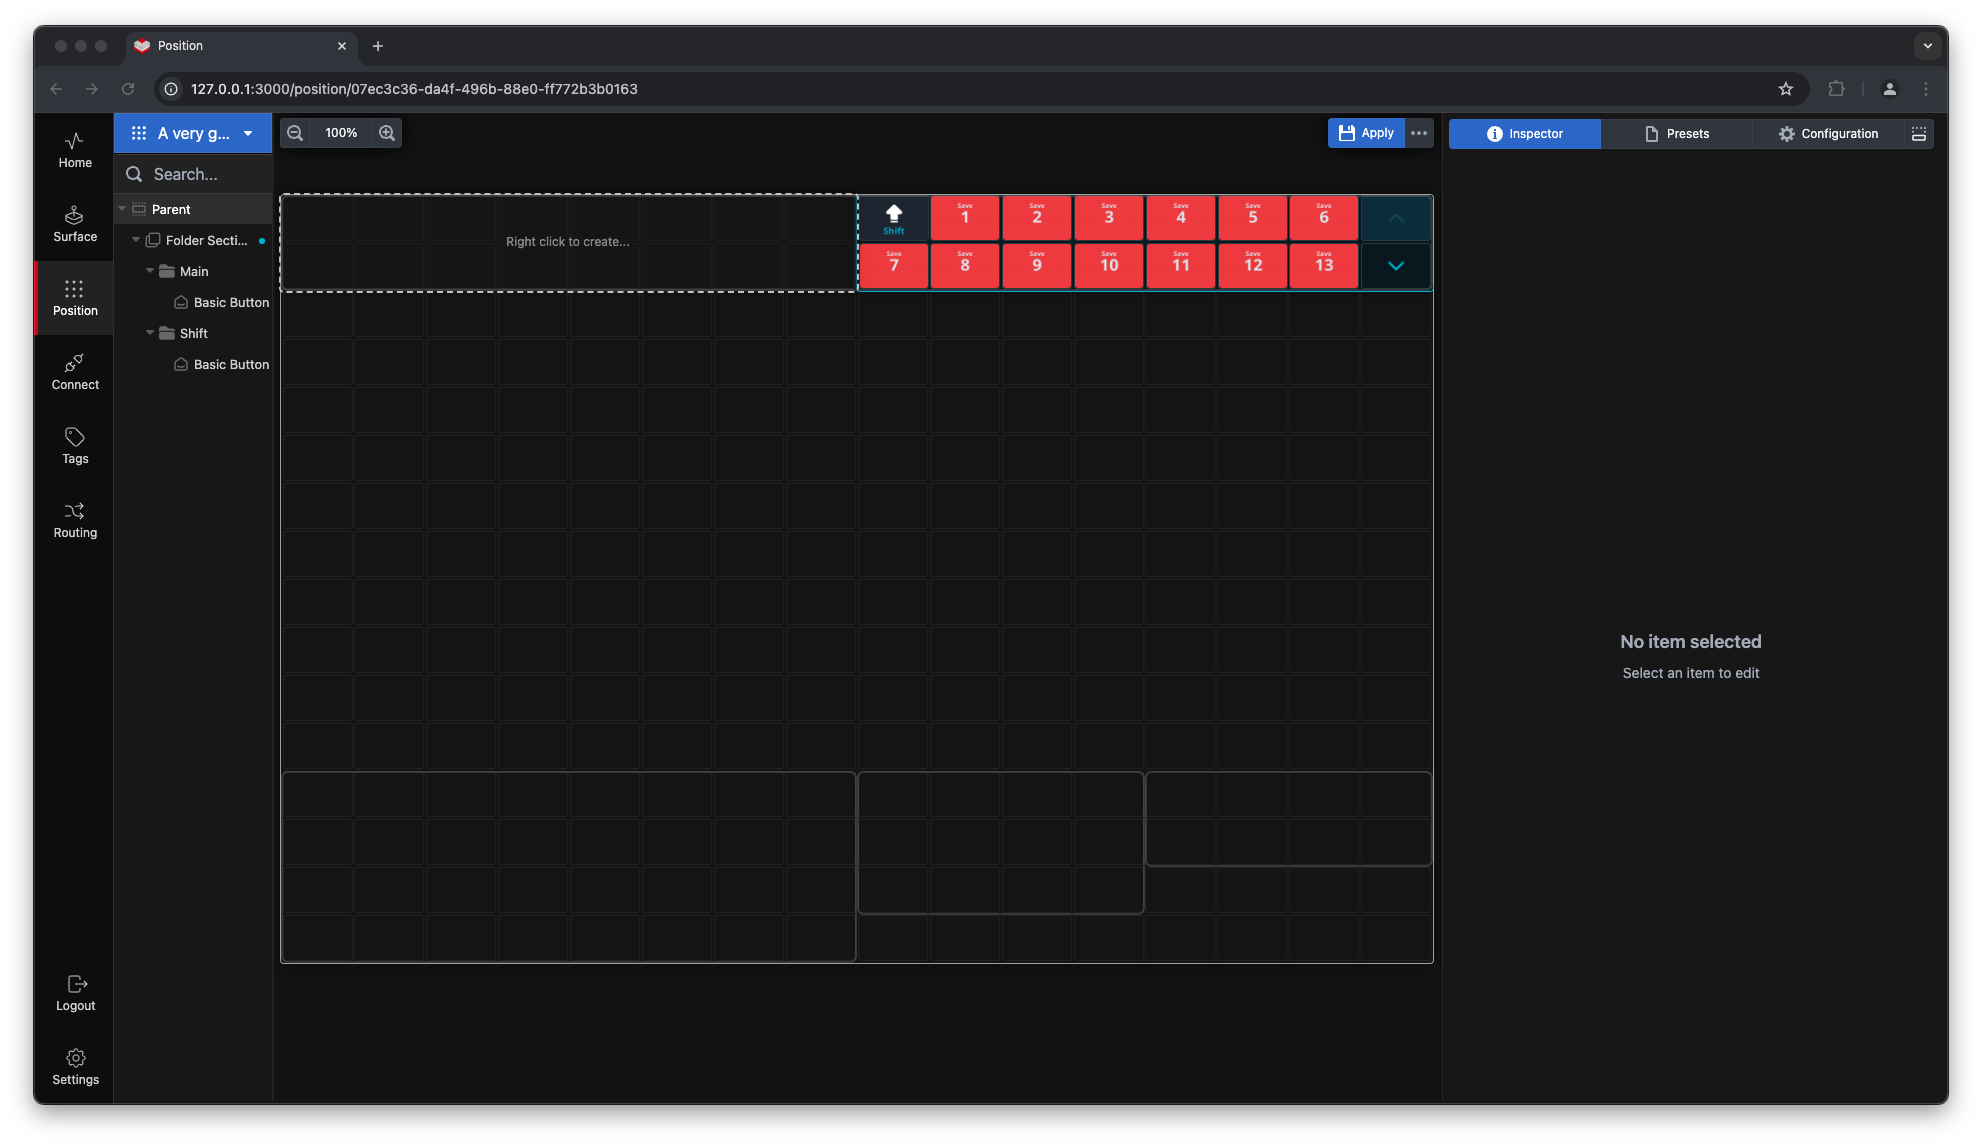 Position
127.0.0.1:3000/position/07ec3c36-da4f-496b-88e0-ff772b3b0163
Home
Surface
Position
Connect
Tags
Routing
Logout
Settings
A very g...
Search...
Parent
Folder Secti...
Main
Basic Button
Shift
Basic Button
100%
Apply
Right click to create...
Shift
Save 1
Save 2
Save 3
Save 4
Save 5
Save 6
Save 7
Save 8
Save 9
Save 10
Save 11
Save 12
Save 13
Inspector
Presets
Configuration
No item selected
Select an item to edit